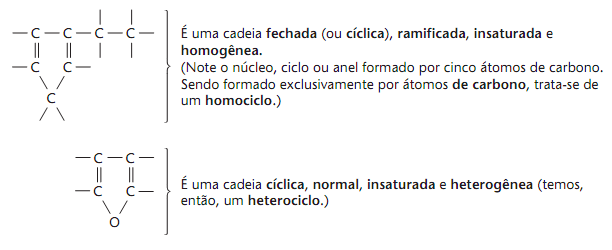 —C—C—C—C—
É uma cadeia fechada (ou cíclica), ramificada, insaturada e
homogênea.
—C C—
(Note o núcleo, ciclo ou anel formado por cinco átomos de carbono.
Sendo formado exclusivamente por átomos de carbono, trata-se de
C
um homociclo.)
—C—C—
É uma cadeia cíclica, normal, insaturada e heterogênea (temos,
—C C—
então, um heterociclo.)
O